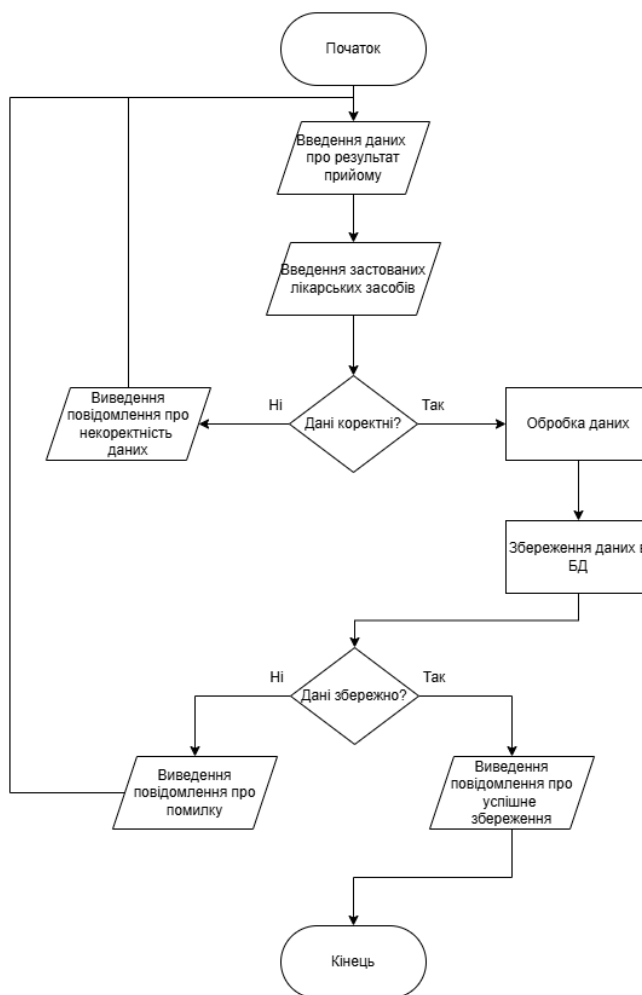 Початок
Введення даних
про результат
прийому
Введення застованих
лікарських засобів
Ні
Так
Виведення
повідомлення про
некоректність
даних
Дані коректні?
Обробка даних
Збереження даних в
БД
Ні
Так
Дані збережно?
Виведення
повідомлення про
помилку
Виведення
повідомлення про
успішне
збереження
Кінець